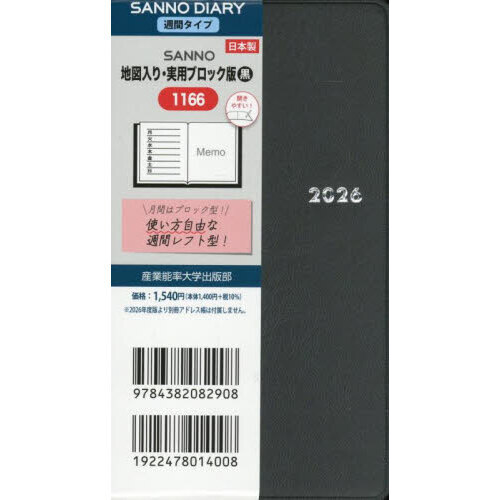 SANNO DIARY
週間タイプ
日本製
SANNO
地図入り・実用ブロック版 黒
1166
開き
やすい!
月
火
水
木
金
土
日
Memo
2026
\月間はブロック型!/
使い方自由な
週間レフト型!
産業能率大学出版部
価格:1,540円(本体1,400円+税10%)
※2026年度版より別冊アドレス帳は付属しません。
9784382082908
1922478014008